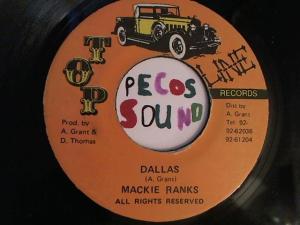 TOP LINE
RECORDS
PECOS
SOUND
Prod. by
A. Grant &
D. Thomas
Dist by
A. Grant
Tel 92-
92-62036
92-61204
DALLAS
(A. Grant)
MACKIE RANKS
ALL RIGHTS RESERVED